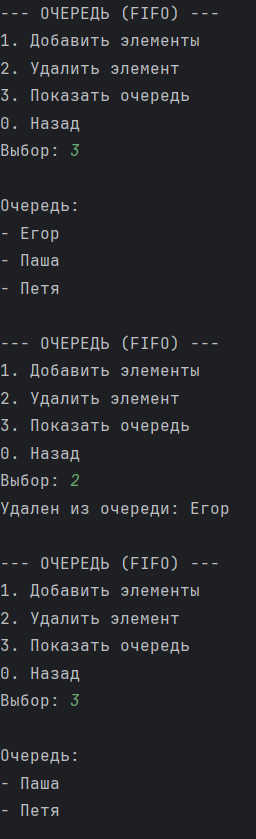 --- ОЧЕРЕДЬ (FIFO) ---
1. Добавить элементы
2. Удалить элемент
3. Показать очередь
0. Назад
Выбор: 3
Очередь:
- Егор
- Паша
- Петя
--- ОЧЕРЕДЬ (FIFO) ---
1. Добавить элементы
2. Удалить элемент
3. Показать очередь
0. Назад
Выбор: 2
Удален из очереди: Егор
--- ОЧЕРЕДЬ (FIFO) ---
1. Добавить элементы
2. Удалить элемент
3. Показать очередь
0. Назад
Выбор: 3
Очередь:
- Паша
- Петя